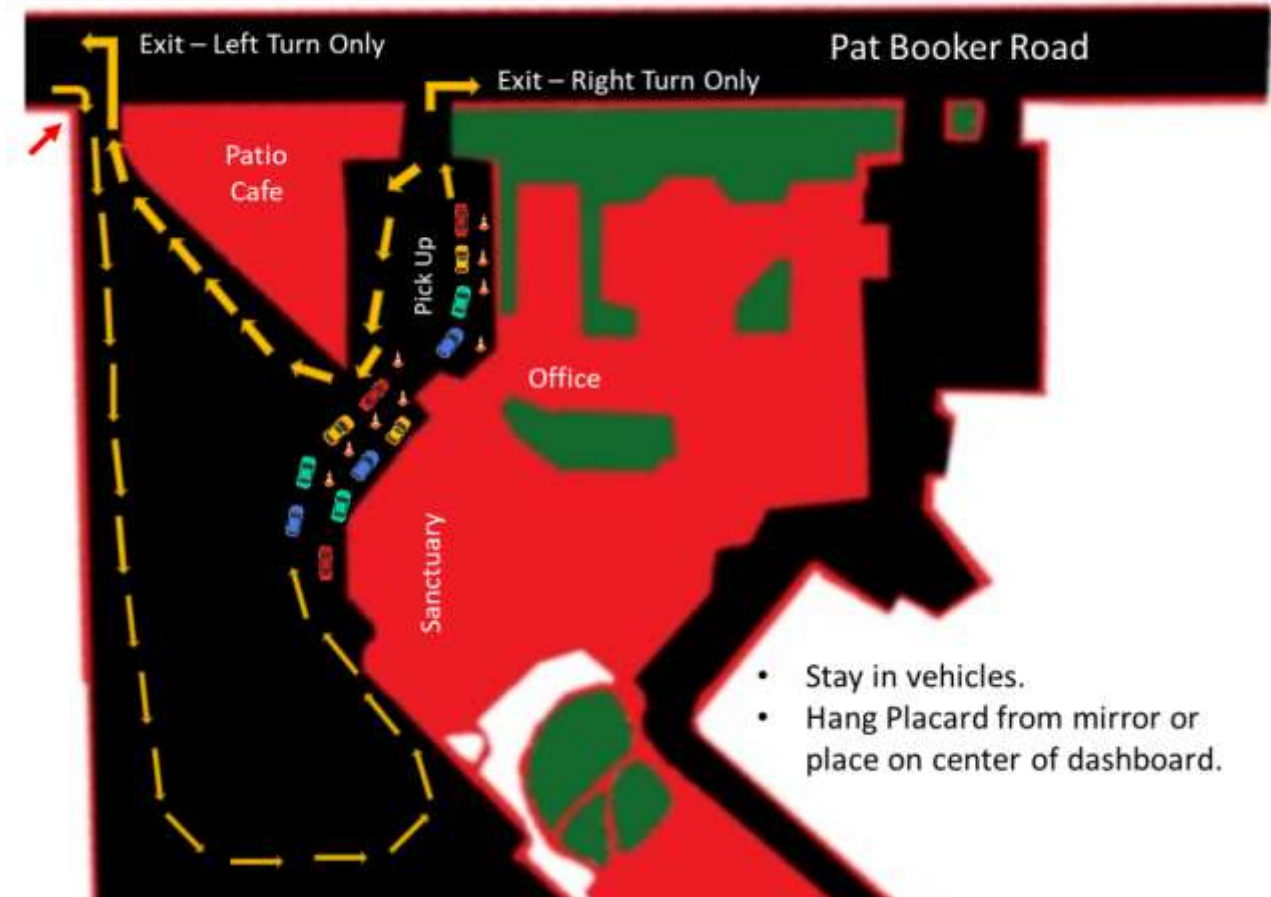 Exit – Left Turn Only
Pat Booker Road
Exit – Right Turn Only
Patio
Cafe
Pick Up
Office
Sanctuary
• Stay in vehicles.
• Hang Placard from mirror or
place on center of dashboard.